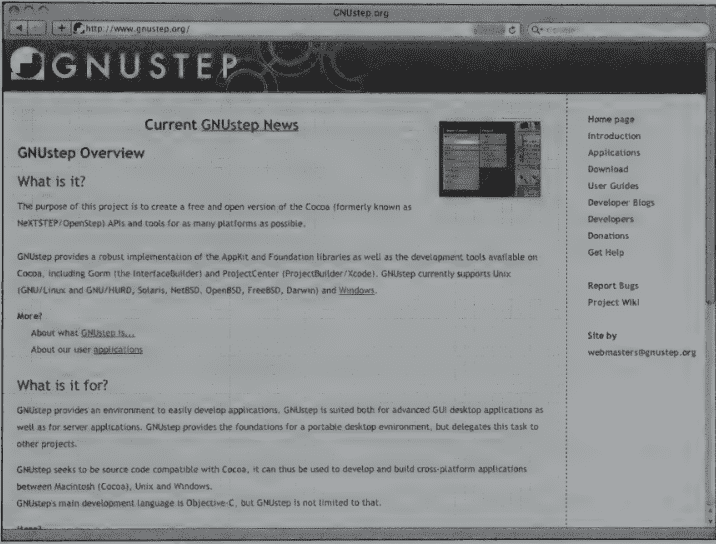 GNUstep.org
http://www.gnustep.org/
GNUSTEP
Current GNUstep News
GNUstep Overview
What is it?
The purpose of this project is to create a free and open version of the Cocoa (formerly known as
NeXTSTEP/OpenStep) APIs and tools for as many platforms as possible.
GNUstep provides a robust implementation of the AppKit and Foundation libraries as well as the development tools available on
Cocoa, including Gorm (the InterfaceBuilder) and ProjectCenter (ProjectBuilder/Xcode). GNUstep currently supports Unix
(GNU/Linux and GNU/HURD, Solaris, NetBSD, OpenBSD, FreeBSD, Darwin) and Windows.
More?
About what GNUstep is...
About our user applications
What is it for?
GNUstep provides an environment to easily develop applications. GNUstep is suited both for advanced GUI desktop applications as
well as for server applications. GNUstep provides the foundations for a portable desktop evnironment, but delegates this task to
other projects.
GNUstep seeks to be source code compatible with Cocoa, it can thus be used to develop and build cross-platform applications
between Macintosh (Cocoa), Unix and Windows.
GNUstep's main development language is Objective-C, but GNUstep is not limited to that.
Home page
Introduction
Applications
Download
User Guides
Developer Blogs
Developers
Donations
Get Help
Report Bugs
Project Wiki
Site by
webmasters@gnustep.org